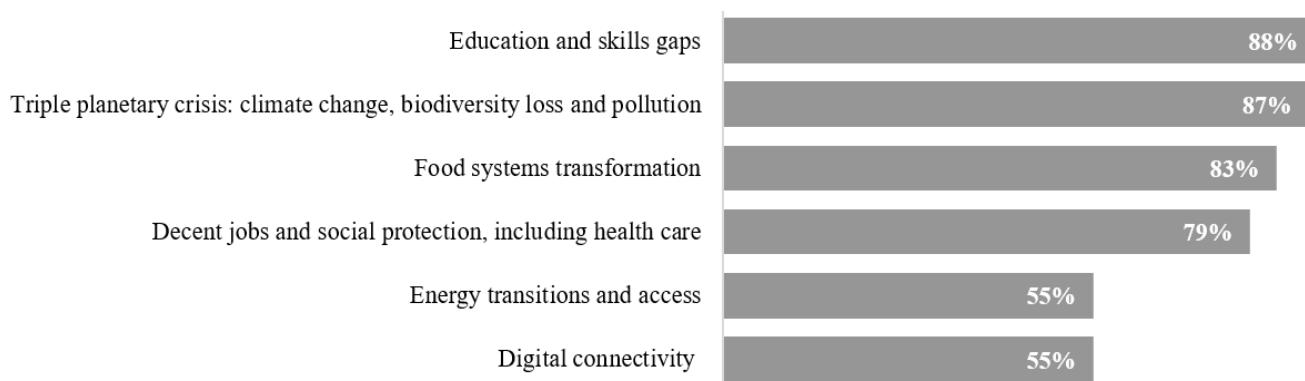 Education and skills gaps 88%
Triple planetary crisis: climate change, biodiversity loss and pollution 87%
Food systems transformation 83%
Decent jobs and social protection, including health care 79%
Energy transitions and access 55%
Digital connectivity 55%